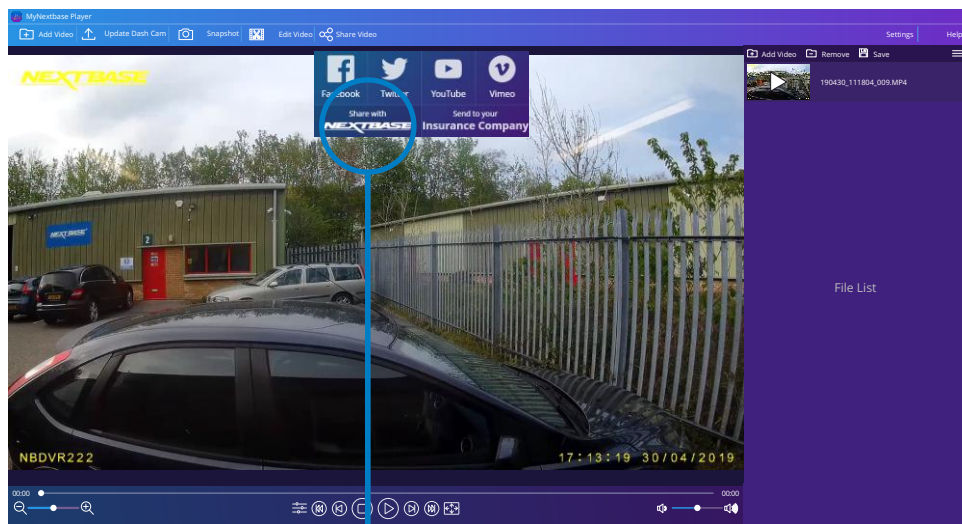 MyNextbase Player
Add Video Update Dash Cam Snapshot Edit Video Share Video Settings Help
Add Video Remove Save
190430_111804_009.MP4
NEXTBASE
Facebook Twitter YouTube Vimeo
Share with
NEXTBASE
Send to your
Insurance Company
NEXTBASE
2
File List
NBDVR222
17:13:19 30/04/2019
00:00 00:00